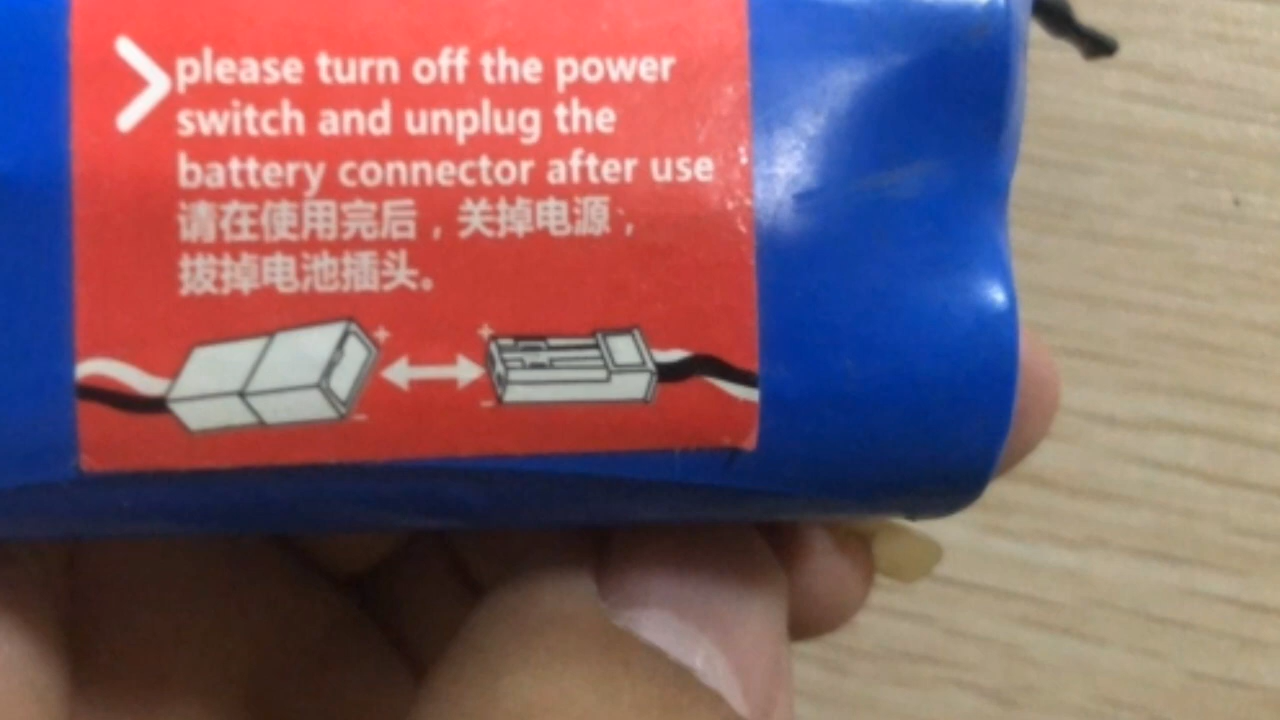 please turn off the power
switch and unplug the
battery connector after use
请在使用完后，关掉电源，
拔掉电池插头。
+ +
- -